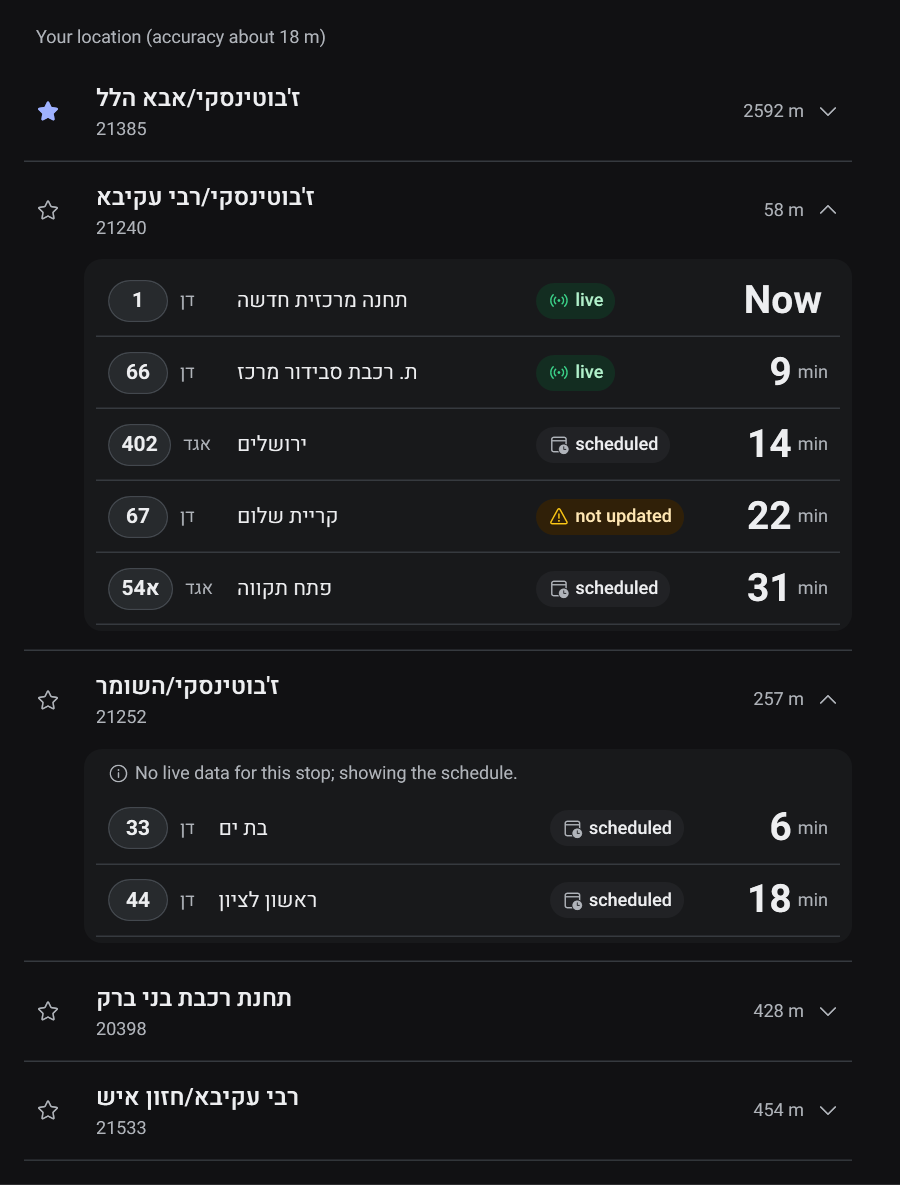 Your location (accuracy about 18 m)
ז'בוטינסקי/אבא הלל
21385
2592 m
ז'בוטינסקי/רבי עקיבא
21240
58 m
1 דן תחנה מרכזית חדשה live Now
66 דן ת. רכבת סבידור מרכז live 9 min
402 אגד ירושלים scheduled 14 min
67 דן קריית שלום not updated 22 min
54א אגד פתח תקווה scheduled 31 min
ז'בוטינסקי/השומר
21252
257 m
No live data for this stop; showing the schedule.
33 דן בת ים scheduled 6 min
44 דן ראשון לציון scheduled 18 min
תחנת רכבת בני ברק
20398
428 m
רבי עקיבא/חזון איש
21533
454 m